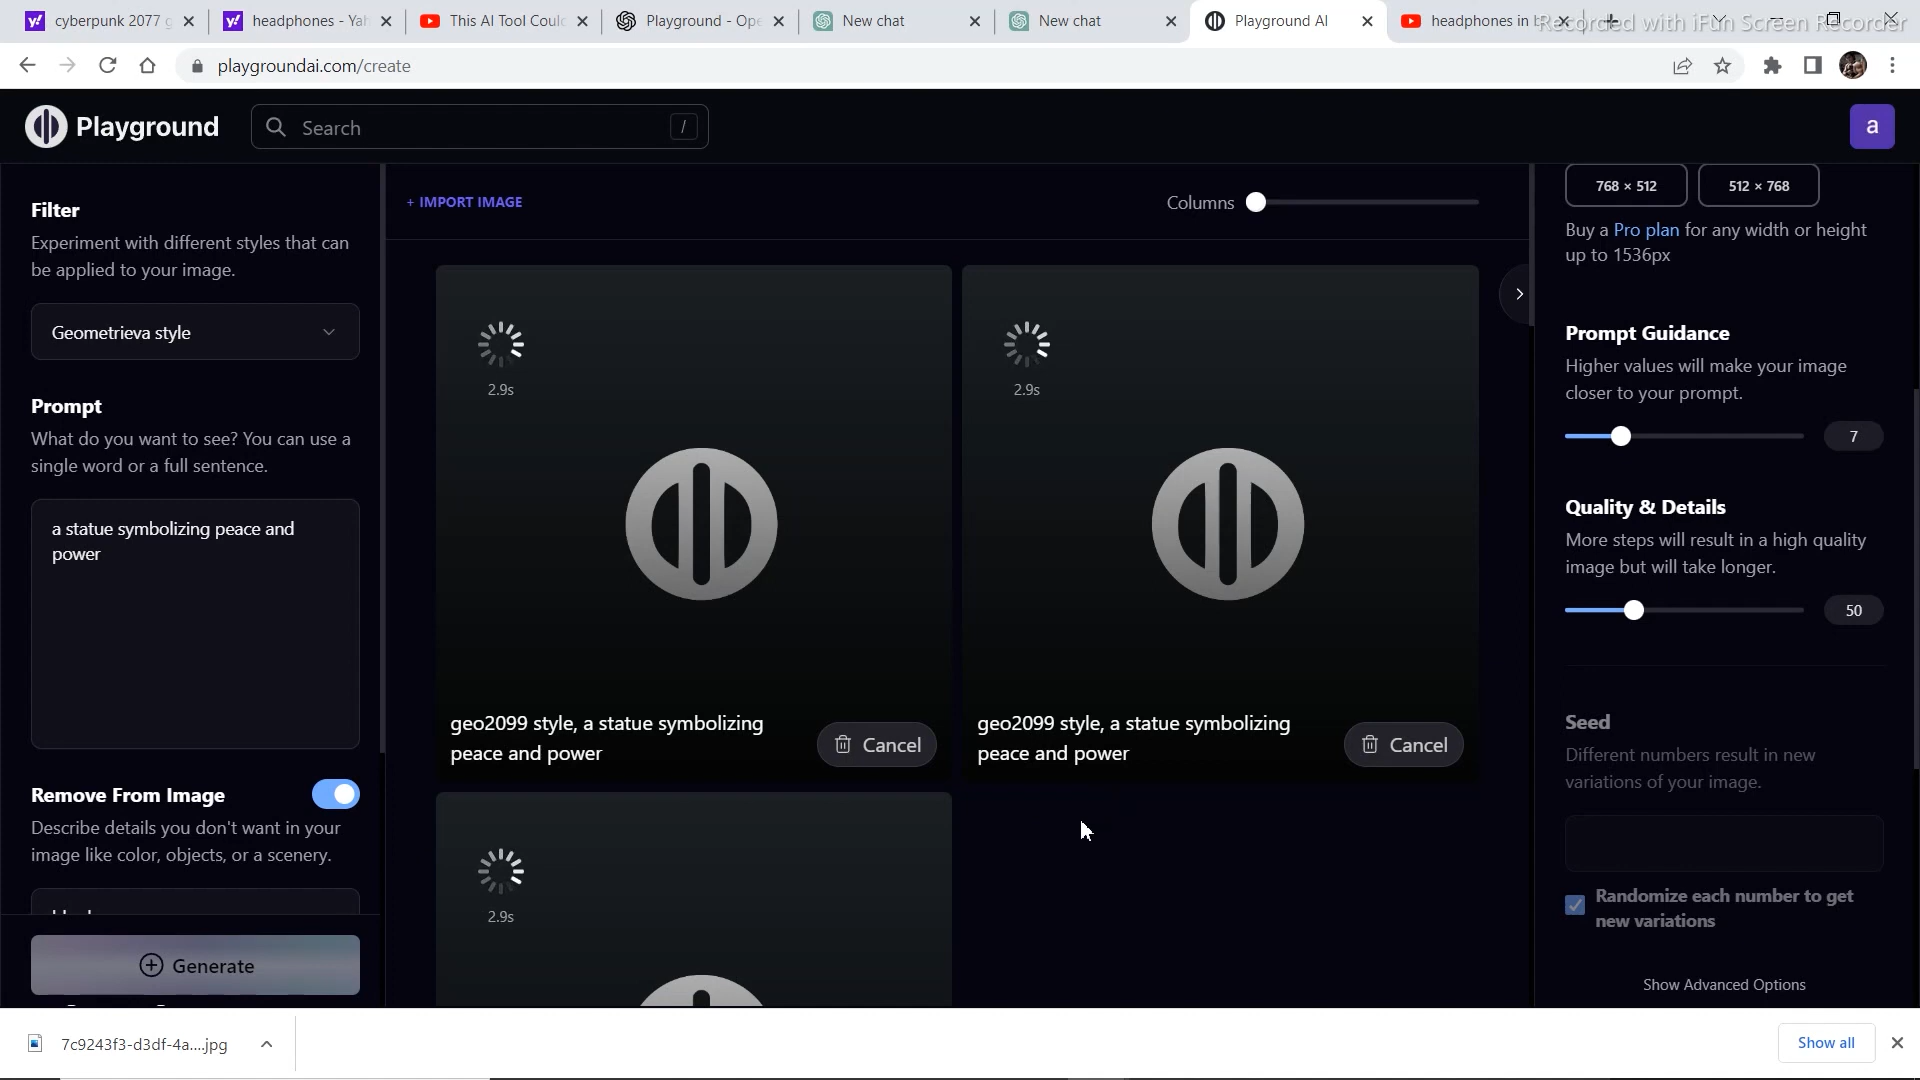 cyberpunk 2077 g
headphones - Yah
This AI Tool Coul
Playground - Ope
New chat
New chat
Playground AI
headphones in b
Recorded with iFun Screen Recorder
playgroundai.com/create
Playground
Search
/
a
Filter
Experiment with different styles that can
be applied to your image.
Geometrieva style
Prompt
What do you want to see? You can use a
single word or a full sentence.
a statue symbolizing peace and
power
Remove From Image
Describe details you don't want in your
image like color, objects, or a scenery.
Generate
+ IMPORT IMAGE
Columns
2.9s
2.9s
geo2099 style, a statue symbolizing
peace and power
Cancel
geo2099 style, a statue symbolizing
peace and power
Cancel
2.9s
768 × 512
512 × 768
Buy a Pro plan for any width or height
up to 1536px
Prompt Guidance
Higher values will make your image
closer to your prompt.
7
Quality & Details
More steps will result in a high quality
image but will take longer.
50
Seed
Different numbers result in new
variations of your image.
Randomize each number to get
new variations
Show Advanced Options
7c9243f3-d3df-4a....jpg
Show all